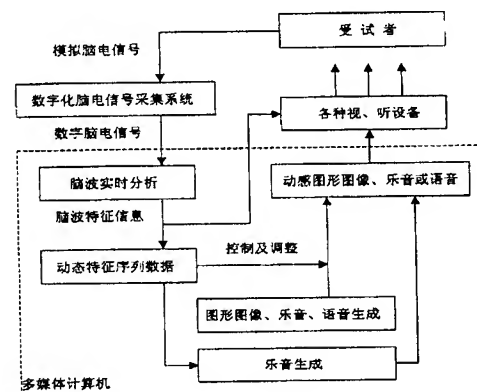 受试者
模拟脑电信号
数字化脑电信号采集系统
各种视、听设备
数字脑电信号
脑波实时分析
动感图形图像、乐音或语音
脑波特征信息
控制及调整
动态特征序列数据
图形图像、乐音、语音生成
乐音生成
多媒体计算机